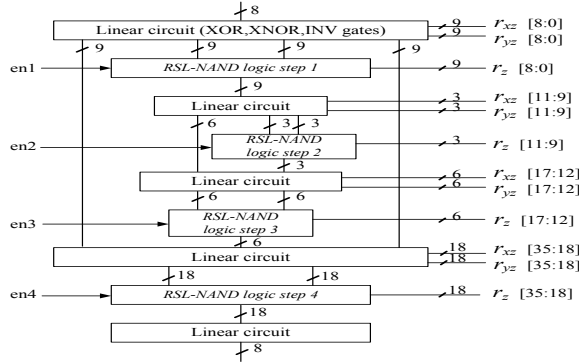 8
Linear circuit (XOR,XNOR,INV gates)
9 r_xz [8:0]
9 r_yz [8:0]
9 9 9 9
en1 RSL-NAND logic step 1 9 r_z [8:0]
9
Linear circuit 3 r_xz [11:9]
3 r_yz [11:9]
6 3 3
en2 RSL-NAND logic step 2 3 r_z [11:9]
3
Linear circuit 6 r_xz [17:12]
6 r_yz [17:12]
6 6
en3 RSL-NAND logic step 3 6 r_z [17:12]
6
Linear circuit 18 r_xz [35:18]
18 r_yz [35:18]
18 18
en4 RSL-NAND logic step 4 18 r_z [35:18]
18
Linear circuit
8